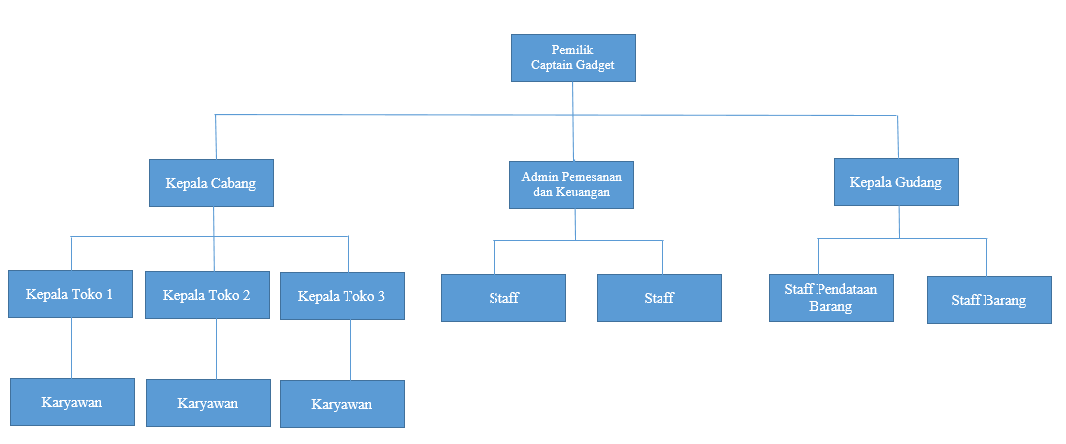 Pemilik
Captain Gadget
Kepala Cabang
Admin Pemesanan
dan Keuangan
Kepala Gudang
Kepala Toko 1
Kepala Toko 2
Kepala Toko 3
Staff
Staff
Staff Pendataan
Barang
Staff Barang
Karyawan
Karyawan
Karyawan